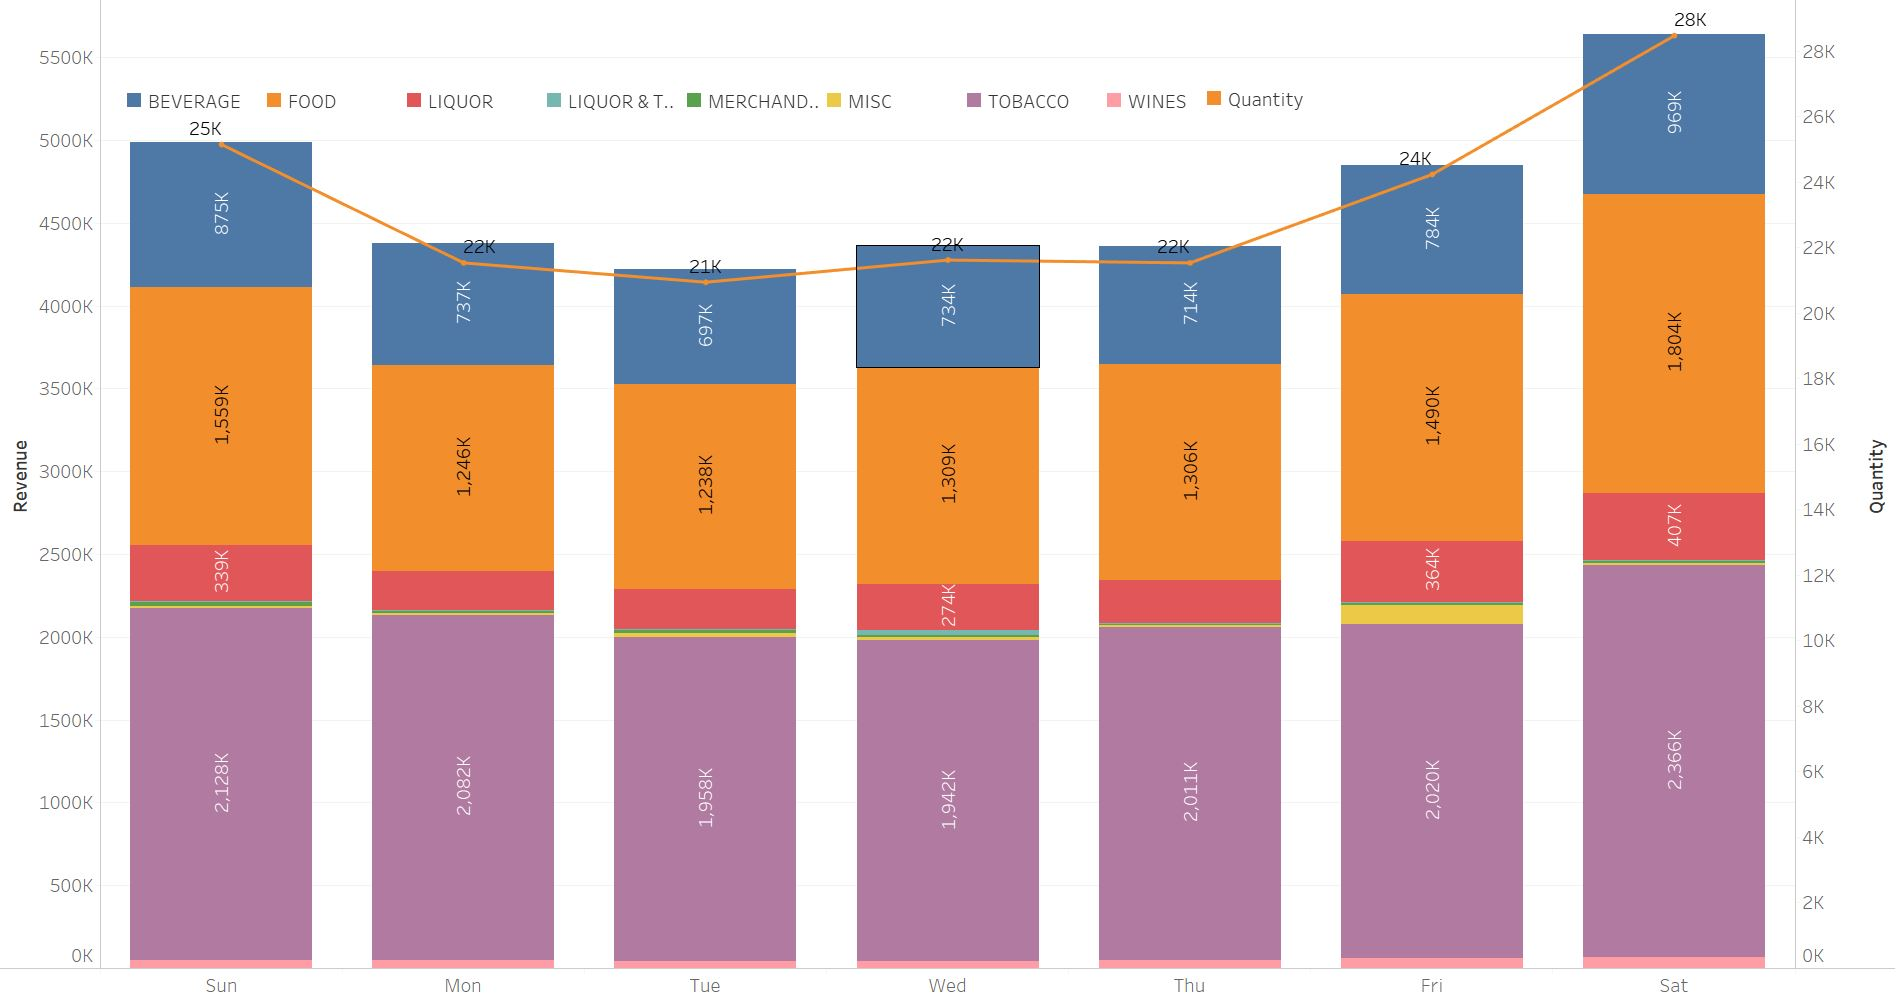 BEVERAGE FOOD LIQUOR LIQUOR & T.. MERCHAND.. MISC TOBACCO WINES Quantity
Revenue
5500K
5000K
4500K
4000K
3500K
3000K
2500K
2000K
1500K
1000K
500K
0K
25K
875K
1,559K
339K
2,128K
22K
737K
1,246K
2,082K
21K
697K
1,238K
1,958K
22K
734K
1,309K
274K
1,942K
22K
714K
1,306K
2,011K
24K
784K
1,490K
364K
2,020K
28K
969K
1,804K
407K
2,366K
28K
26K
24K
22K
20K
18K
16K
14K
12K
10K
8K
6K
4K
2K
0K
Quantity
Sun Mon Tue Wed Thu Fri Sat